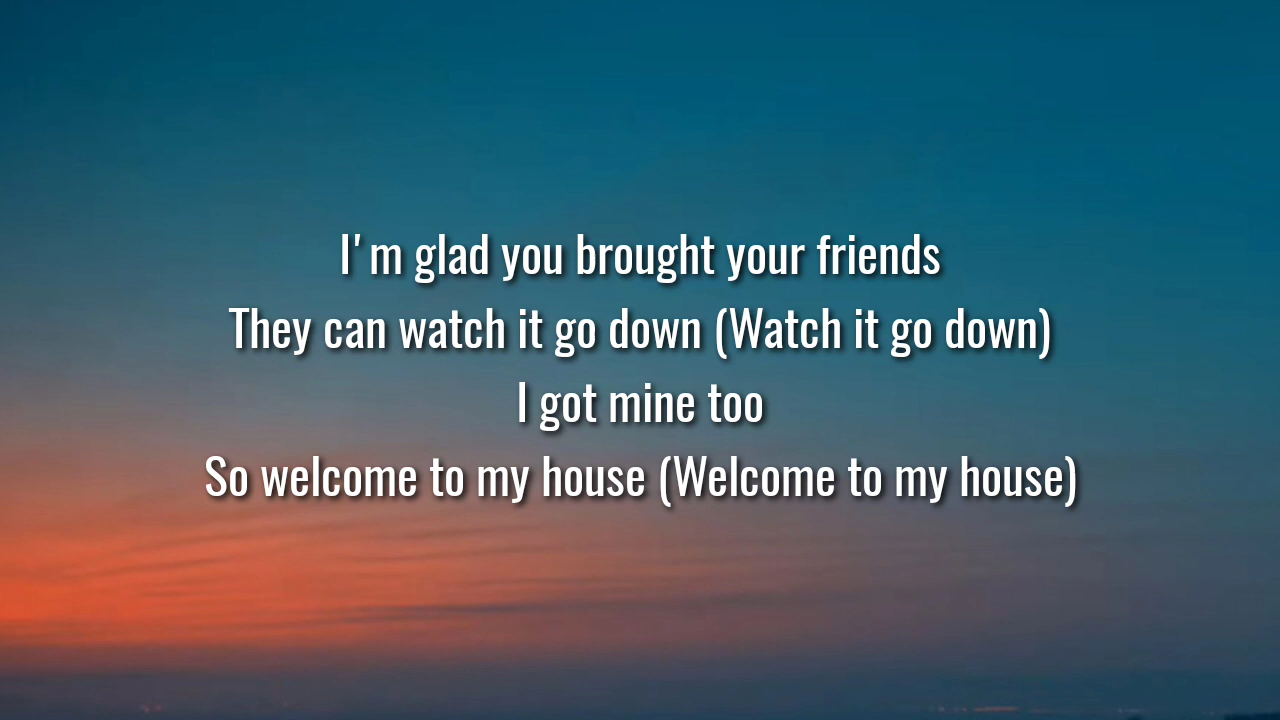 I'm glad you brought your friends
They can watch it go down (Watch it go down)
I got mine too
So welcome to my house (Welcome to my house)